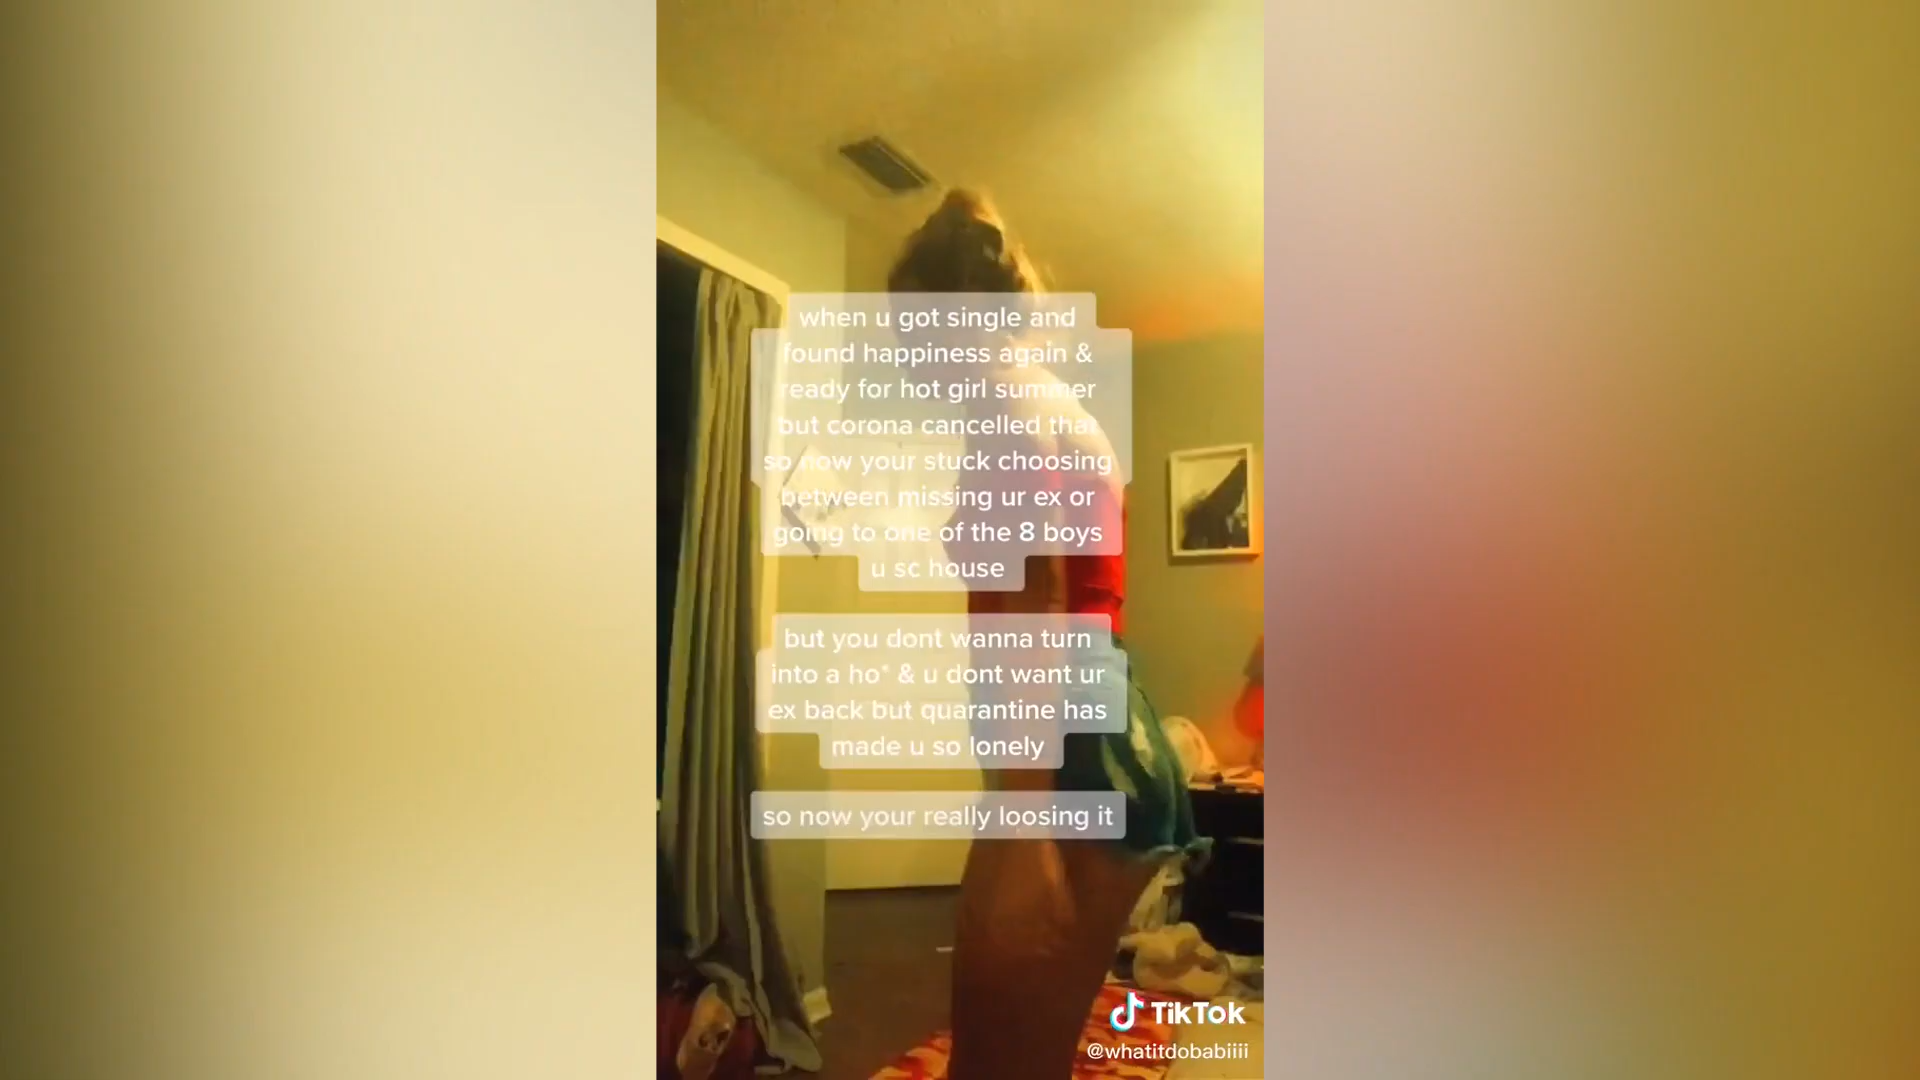 when u got single and
found happiness again &
ready for hot girl summer
but corona cancelled that
so now your stuck choosing
between missing ur ex or
going to one of the 8 boys
u sc house
but you dont wanna turn
into a ho* & u dont want ur
ex back but quarantine has
made u so lonely
so now your really loosing it
TikTok
@whatitdobabiiii